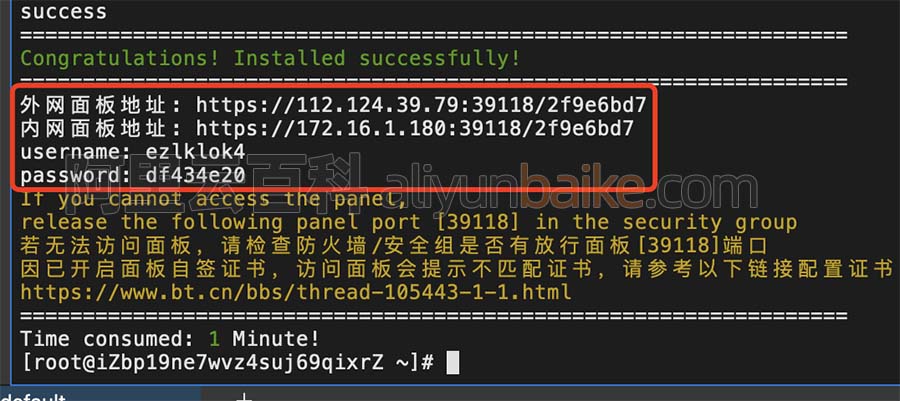 success
==================================================================
Congratulations! Installed successfully!
==================================================================
外网面板地址: https://112.124.39.79:39118/2f9e6bd7
内网面板地址: https://172.16.1.180:39118/2f9e6bd7
username: ezlklok4
password: df434e20
阿里云百科 aliyunbaike.com
If you cannot access the panel,
release the following panel port [39118] in the security group
若无法访问面板，请检查防火墙/安全组是否有放行面板[39118]端口
因已开启面板自签证书，访问面板会提示不匹配证书，请参考以下链接配置证书
https://www.bt.cn/bbs/thread-105443-1-1.html
==================================================================
Time consumed: 1 Minute!
[root@iZbp19ne7wvz4suj69qixrZ ~]#
default